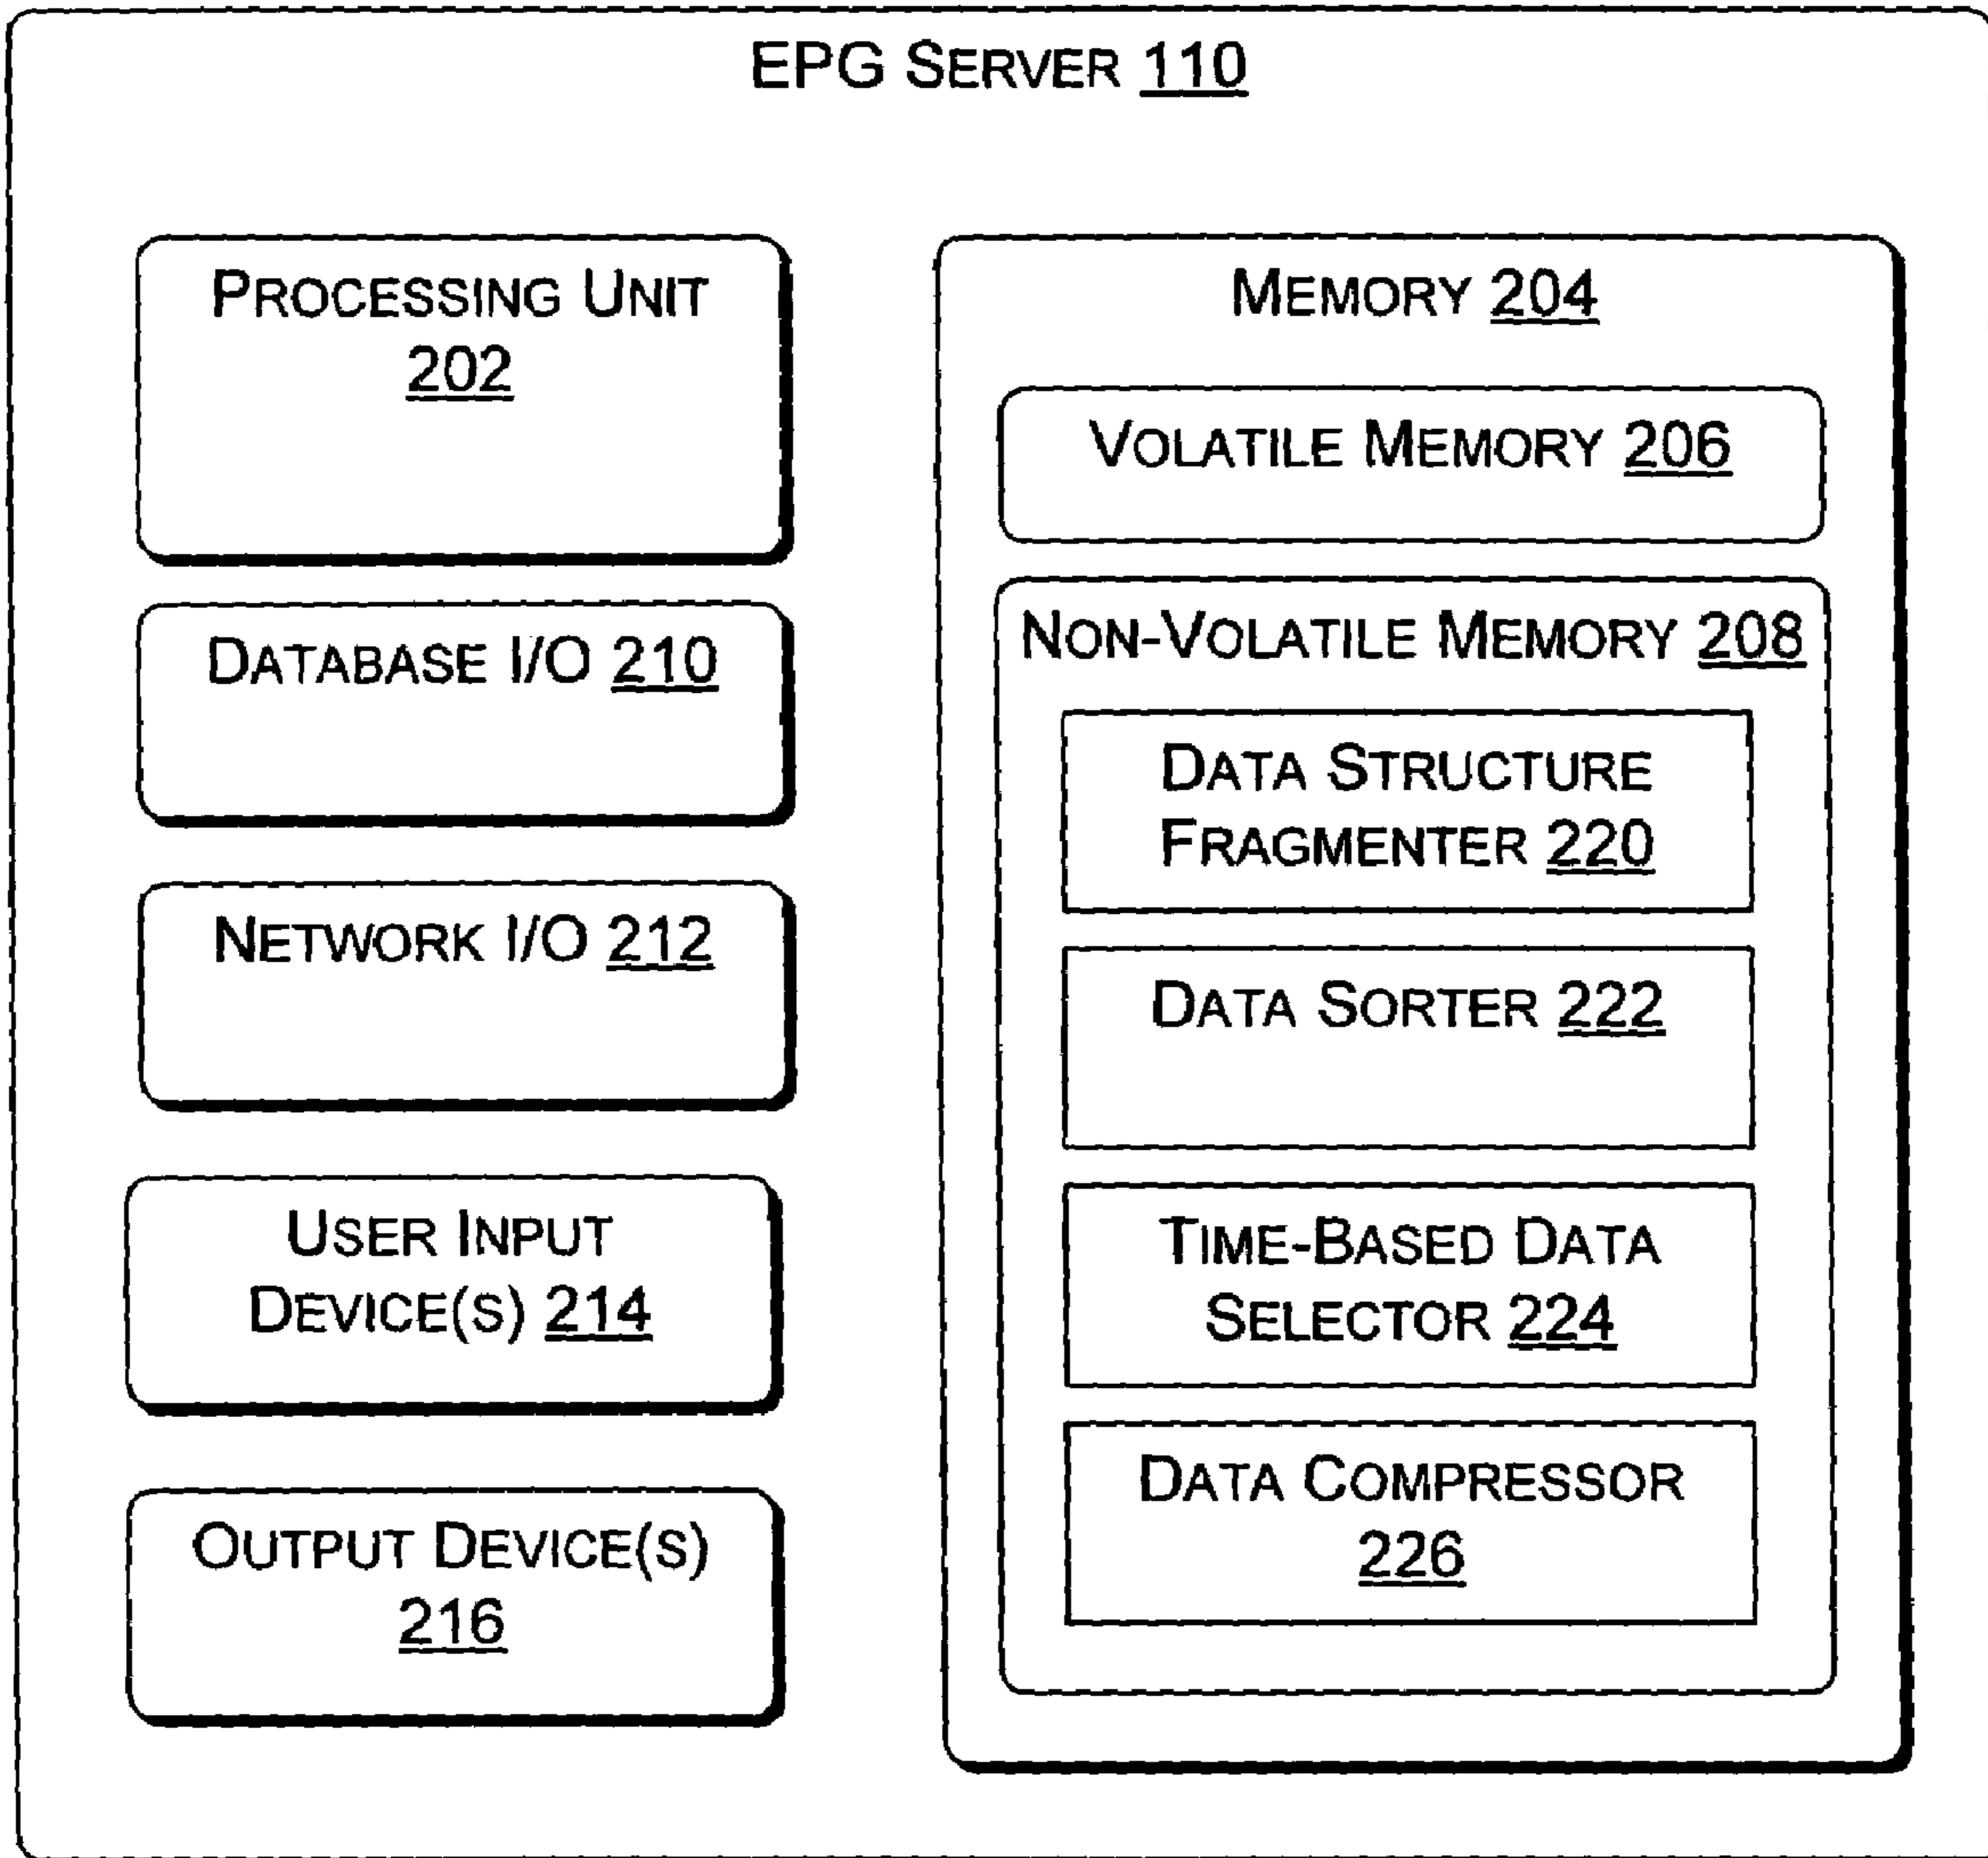 EPG SERVER 110
PROCESSING UNIT
202
DATABASE I/O 210
NETWORK I/O 212
USER INPUT
DEVICE(S) 214
OUTPUT DEVICE(S)
216
MEMORY 204
VOLATILE MEMORY 206
NON-VOLATILE MEMORY 208
DATA STRUCTURE
FRAGMENTER 220
DATA SORTER 222
TIME-BASED DATA
SELECTOR 224
DATA COMPRESSOR
226